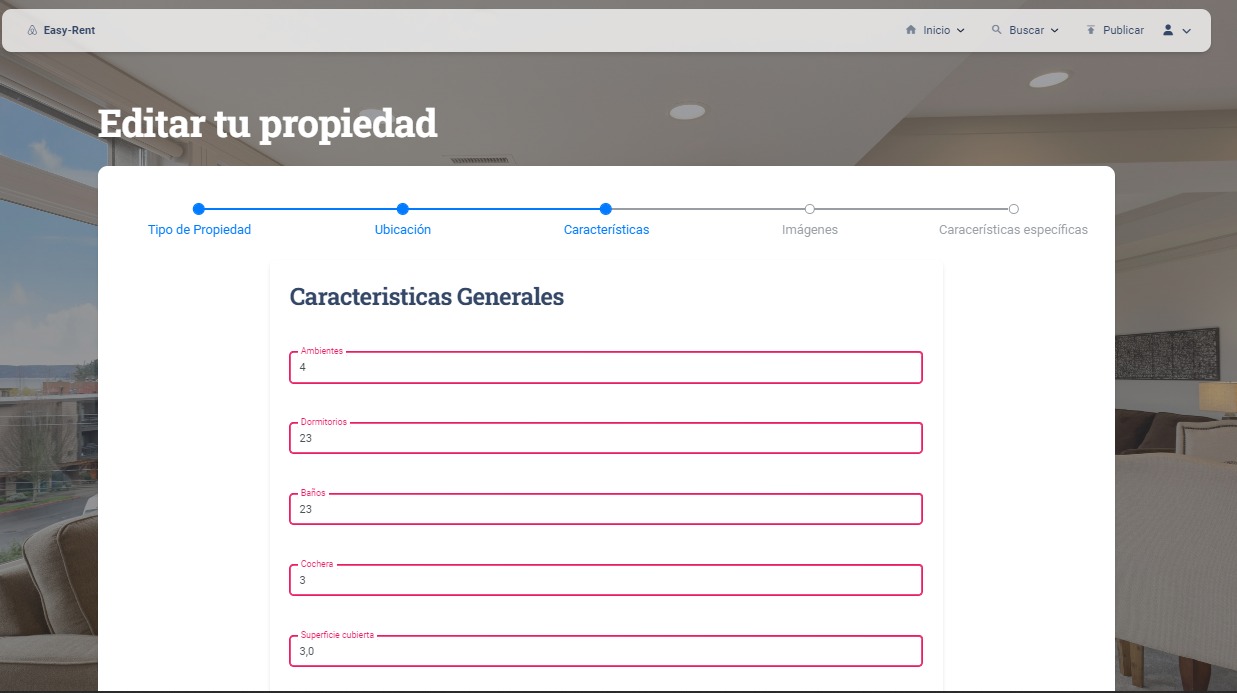 Easy-Rent
Inicio
Buscar
Publicar
Editar tu propiedad
Tipo de Propiedad
Ubicación
Características
Imágenes
Caracerísticas específicas
Caracteristicas Generales
Ambientes
4
Dormitorios
23
Baños
23
Cochera
3
Superficie cubierta
3,0